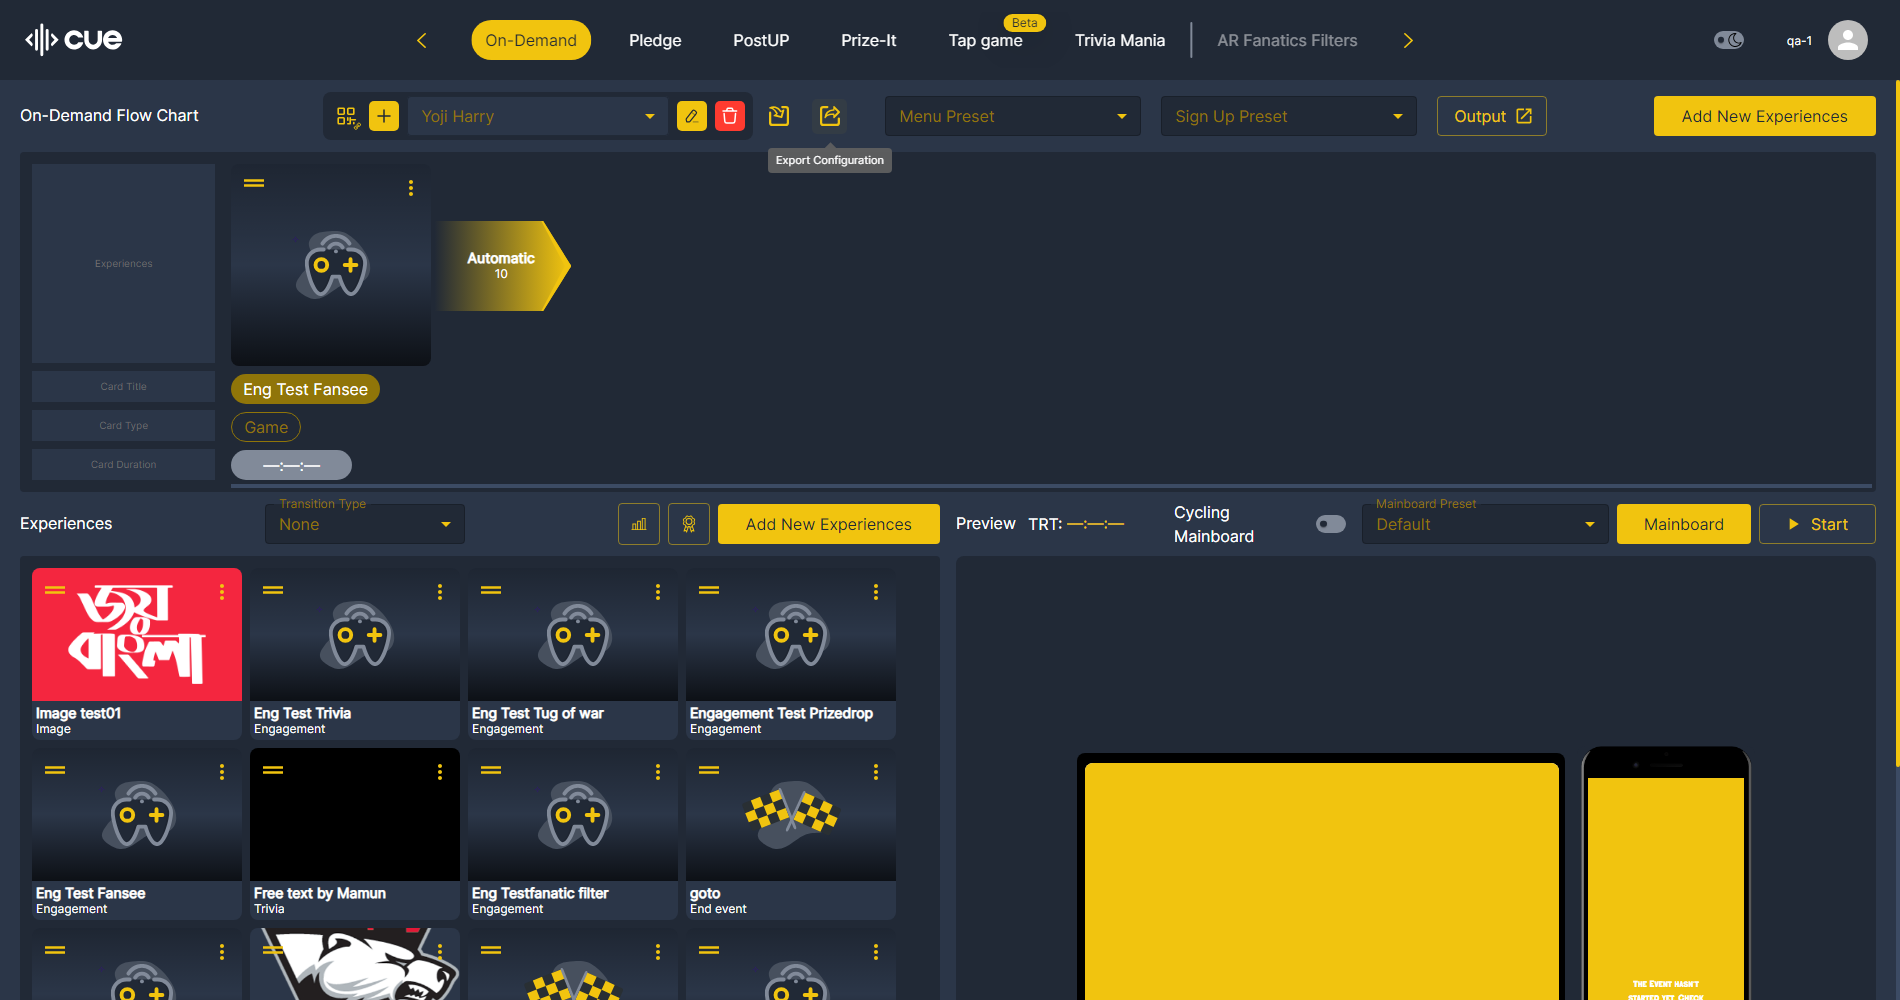 cue
On-Demand
Pledge
PostUP
Prize-It
Tap game
Beta
Trivia Mania
AR Fanatics Filters
qa-1
On-Demand Flow Chart
Yoji Harry
Menu Preset
Sign Up Preset
Output
Add New Experiences
Export Configuration
Experiences
Automatic
10
Card Title
Eng Test Fansee
Card Type
Game
Card Duration
—:—:—
Experiences
Transition Type
None
Add New Experiences
Preview
TRT: —:—:—
Cycling
Mainboard
Mainboard Preset
Default
Mainboard
Start
জয়
বাংলা
Image test01
Image
Eng Test Trivia
Engagement
Eng Test Tug of war
Engagement
Engagement Test Prizedrop
Engagement
Eng Test Fansee
Engagement
Free text by Mamun
Trivia
Eng Testfanatic filter
Engagement
goto
End event
The Event hasn't
started yet. Check